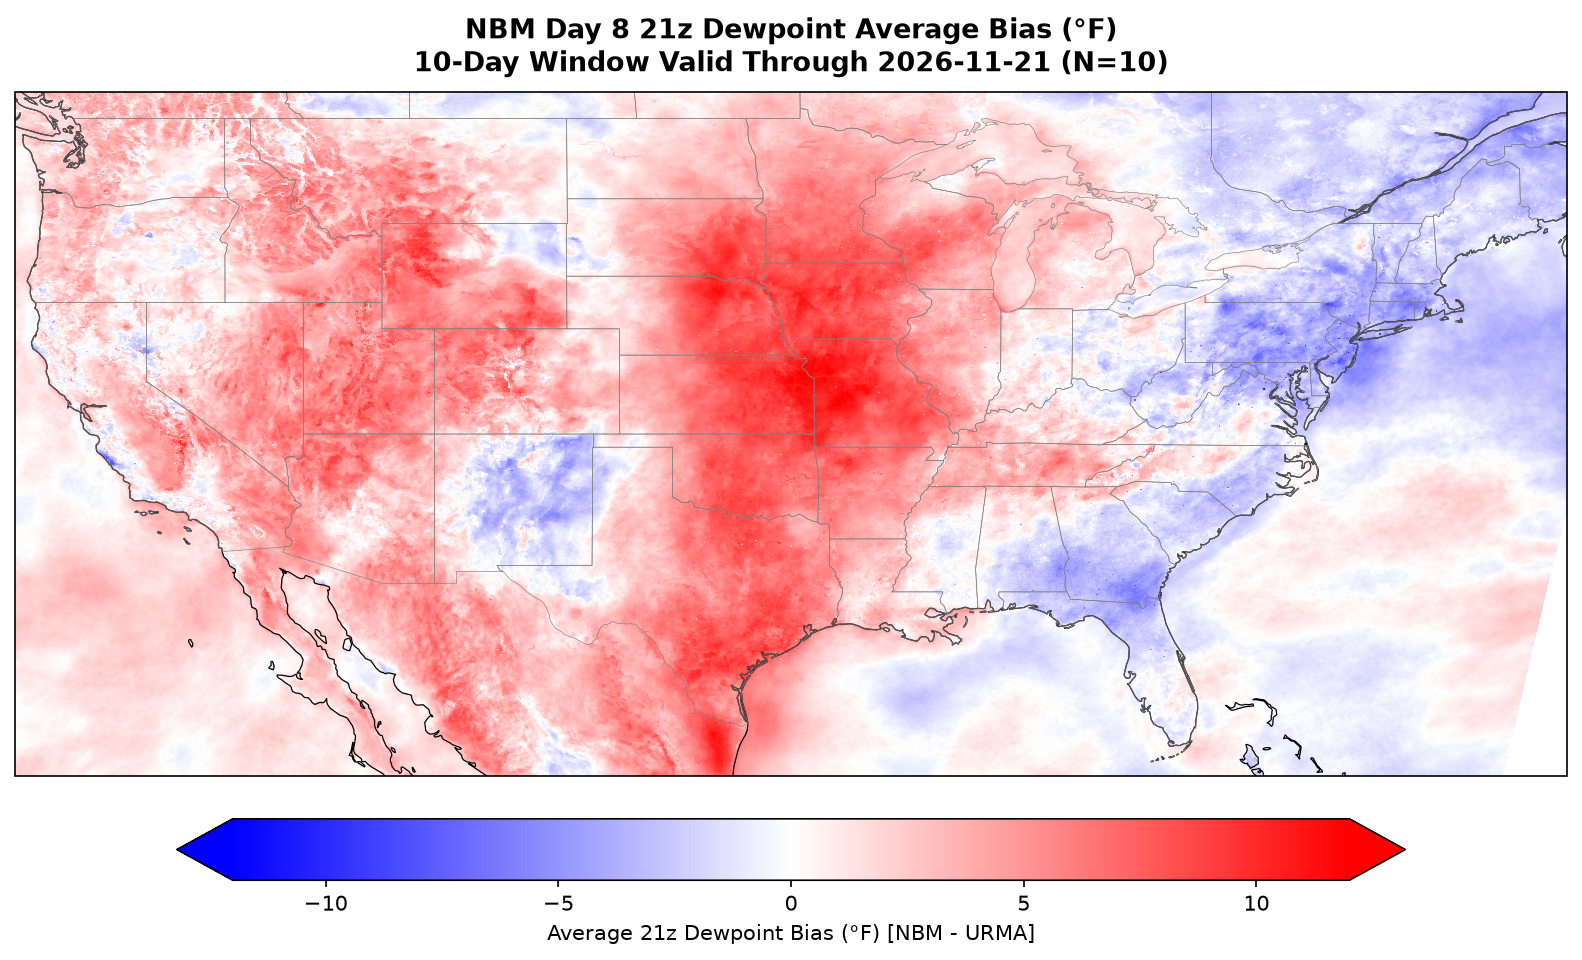 NBM Day 8 21z Dewpoint Average Bias (°F)
10-Day Window Valid Through 2026-11-21 (N=10)
−10 −5 0 5 10
Average 21z Dewpoint Bias (°F) [NBM - URMA]